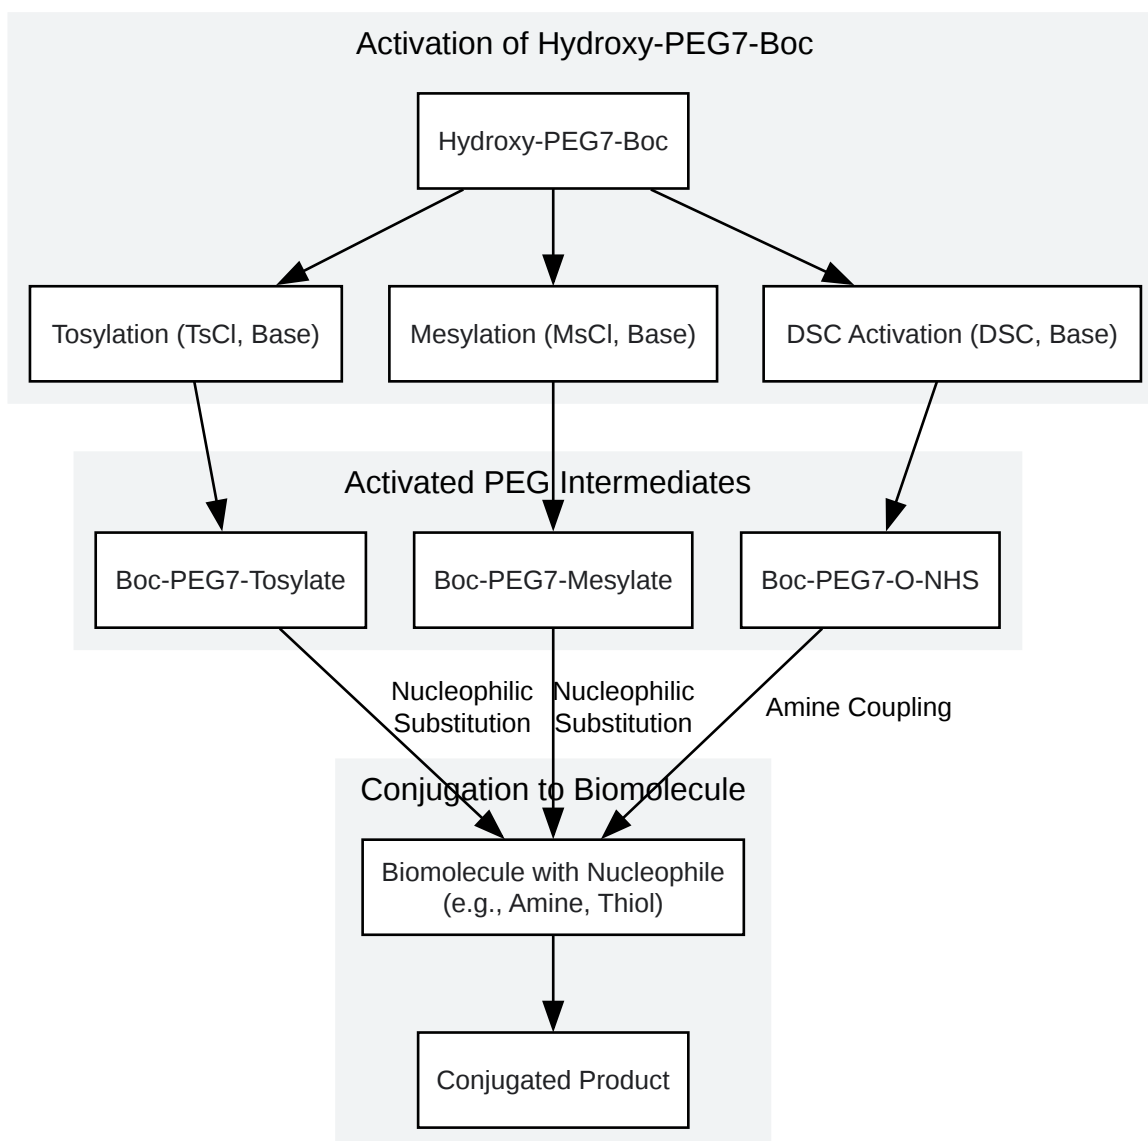 Activation of Hydroxy-PEG7-Boc
Hydroxy-PEG7-Boc
Tosylation (TsCl, Base)
Mesylation (MsCl, Base)
DSC Activation (DSC, Base)
Activated PEG Intermediates
Boc-PEG7-Tosylate
Boc-PEG7-Mesylate
Boc-PEG7-O-NHS
Nucleophilic
Substitution
Nucleophilic
Substitution
Amine Coupling
Conjugation to Biomolecule
Biomolecule with Nucleophile
(e.g., Amine, Thiol)
Conjugated Product